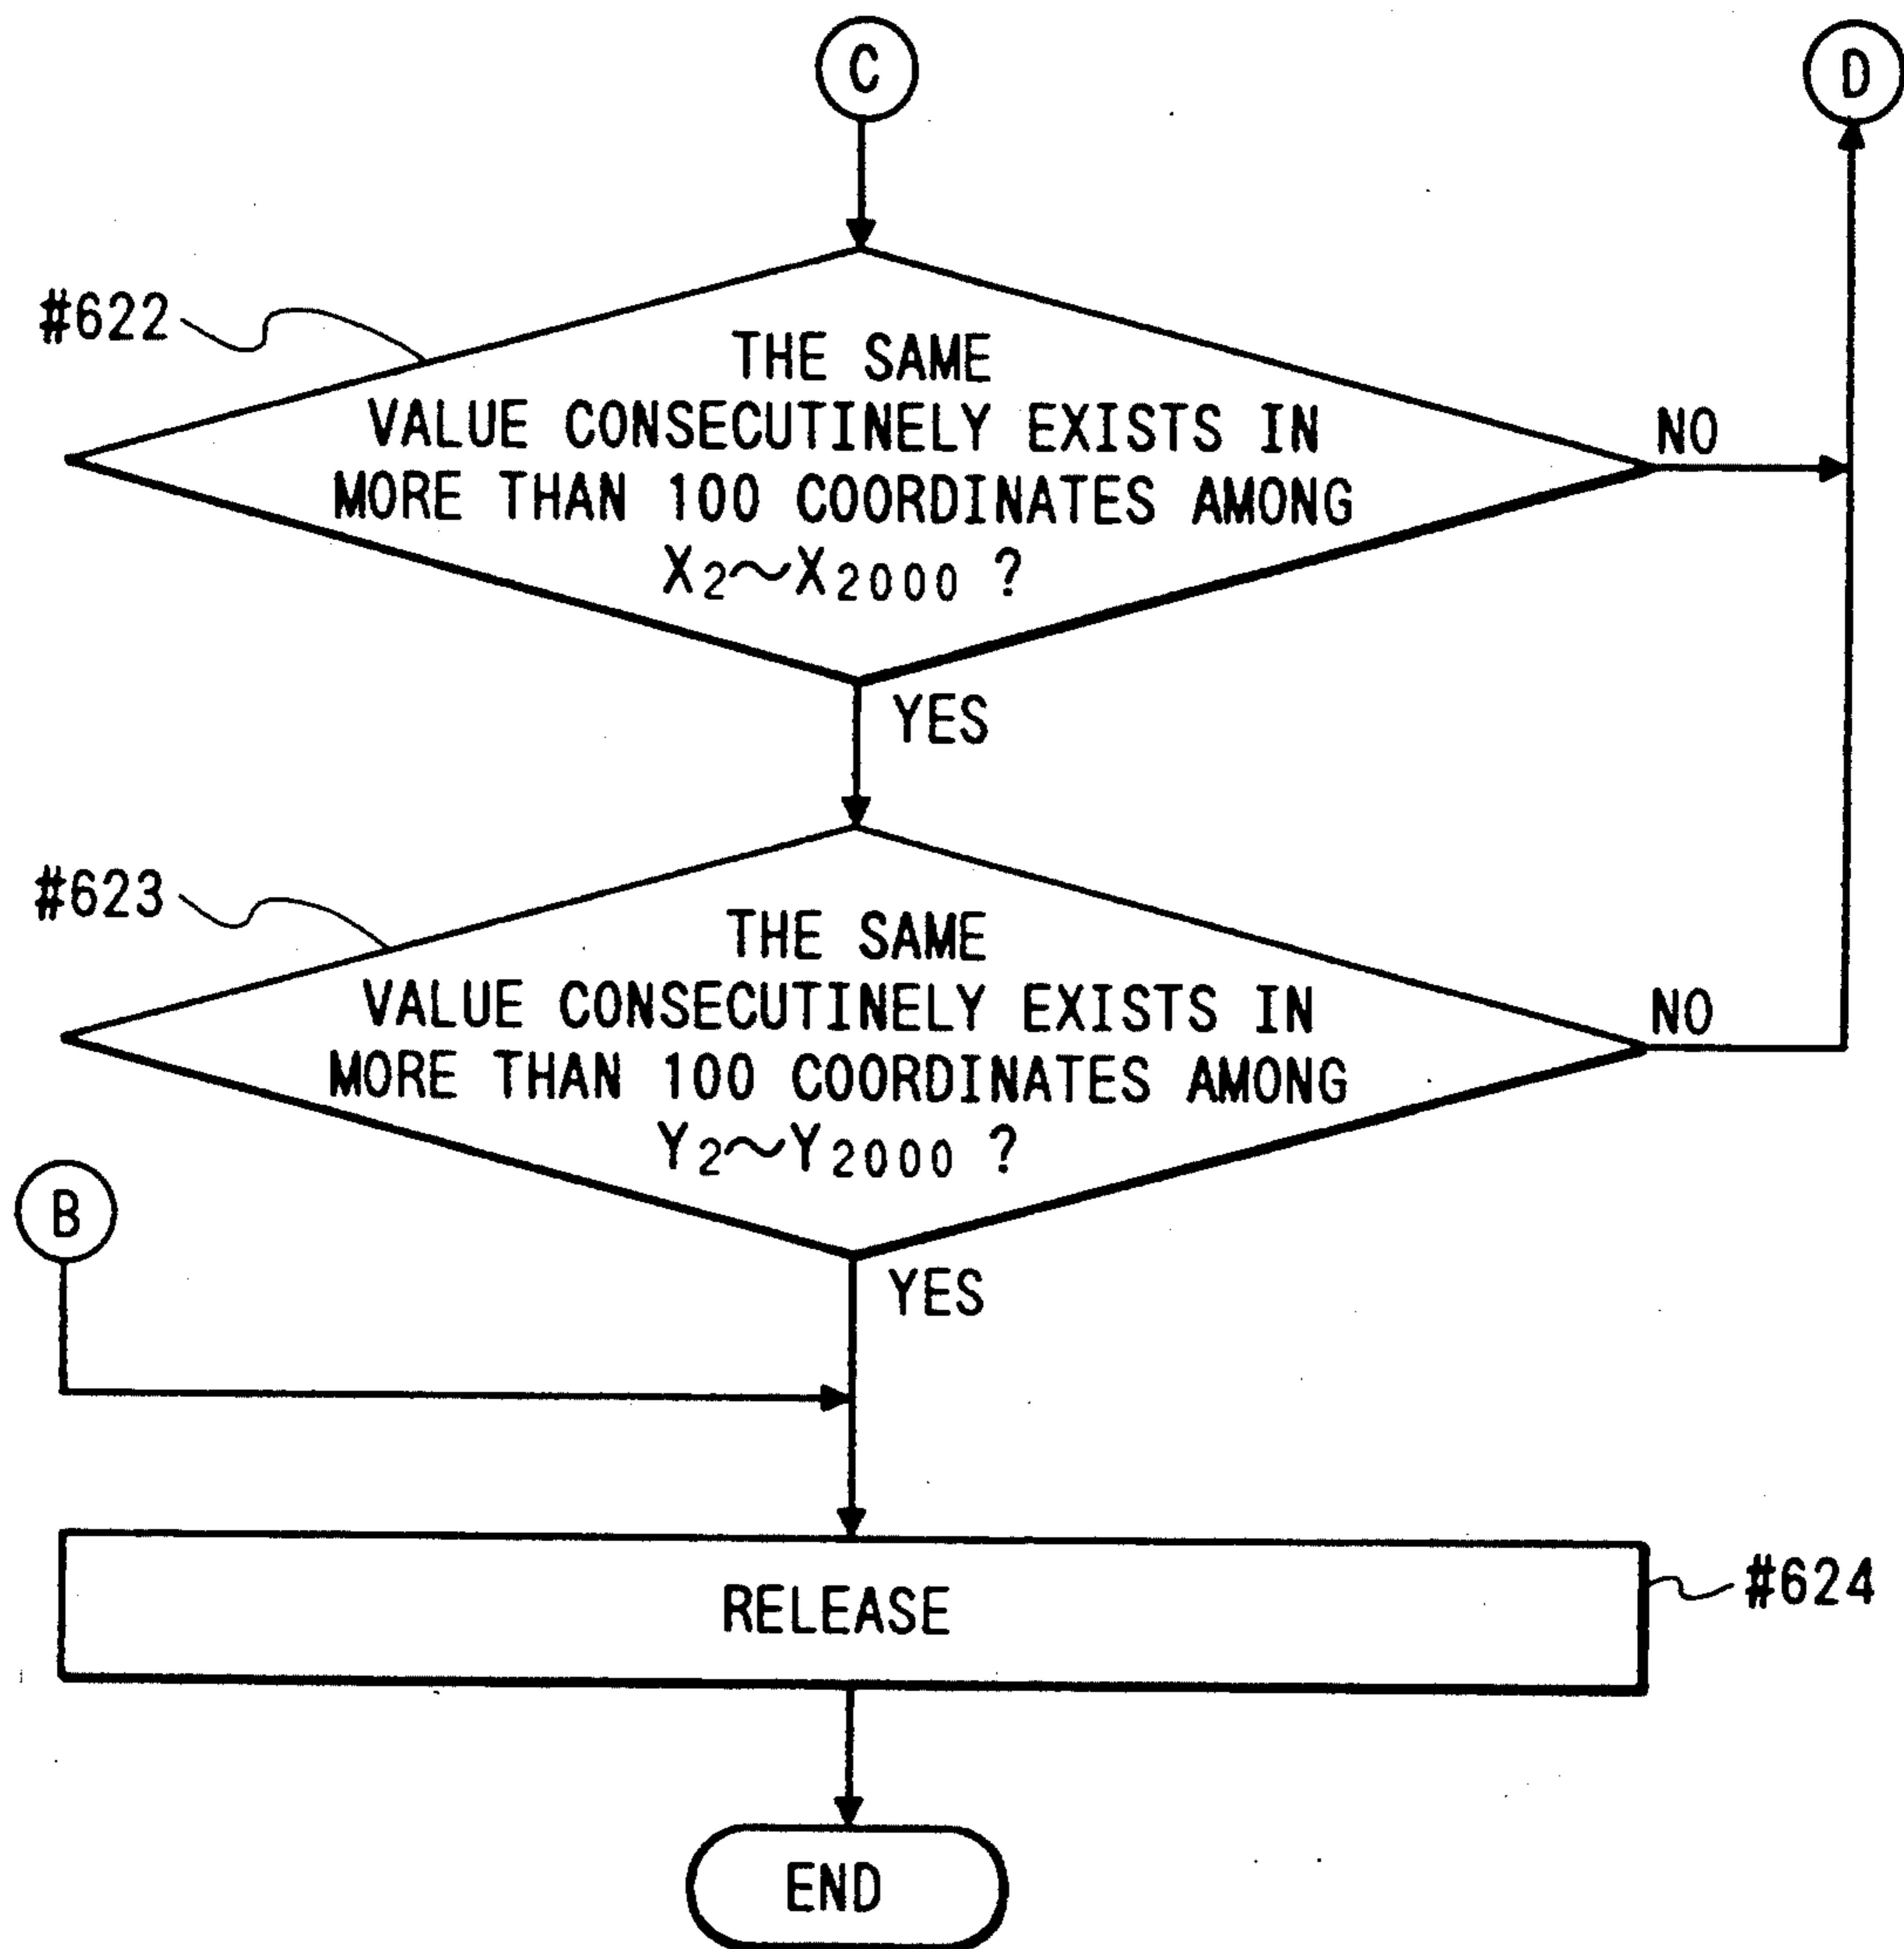 C
D
#622
THE SAME
VALUE CONSECUTINELY EXISTS IN
MORE THAN 100 COORDINATES AMONG
X₂~X₂₀₀₀ ?
NO
YES
#623
THE SAME
VALUE CONSECUTINELY EXISTS IN
MORE THAN 100 COORDINATES AMONG
Y₂~Y₂₀₀₀ ?
NO
B
YES
RELEASE
#624
END